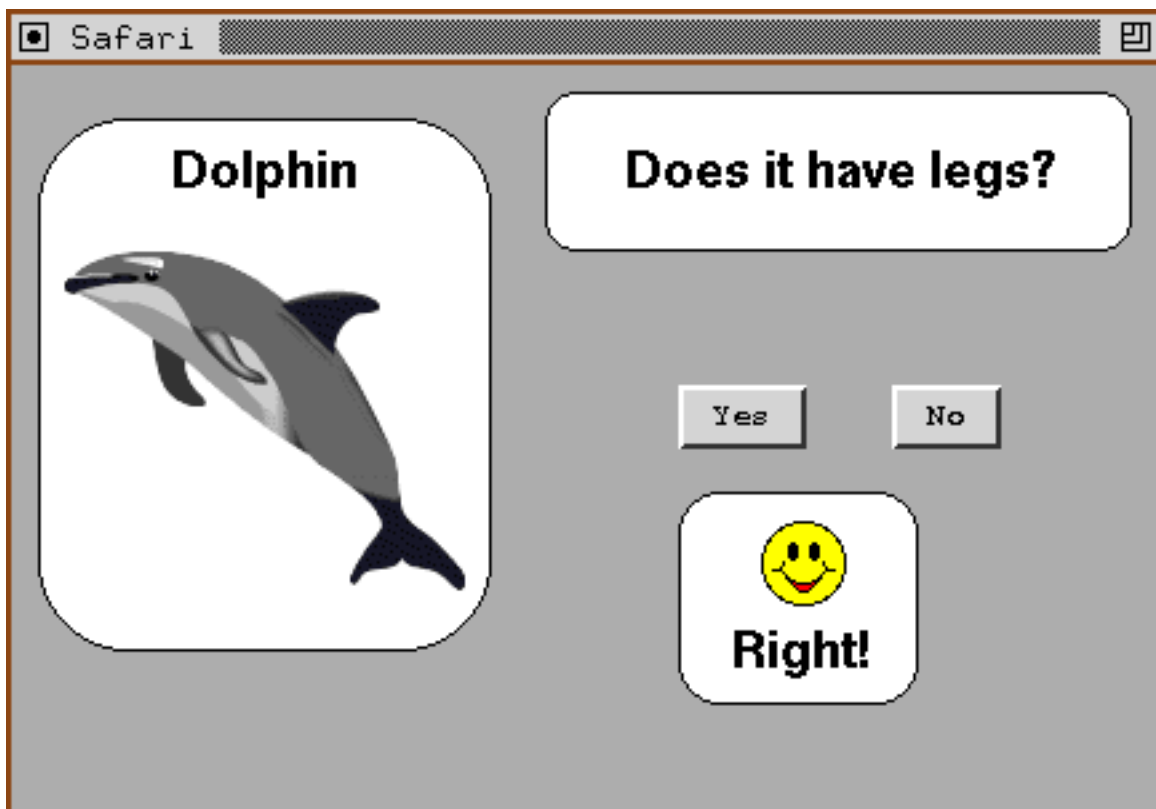 Safari
Dolphin
Does it have legs?
Yes
No
Right!